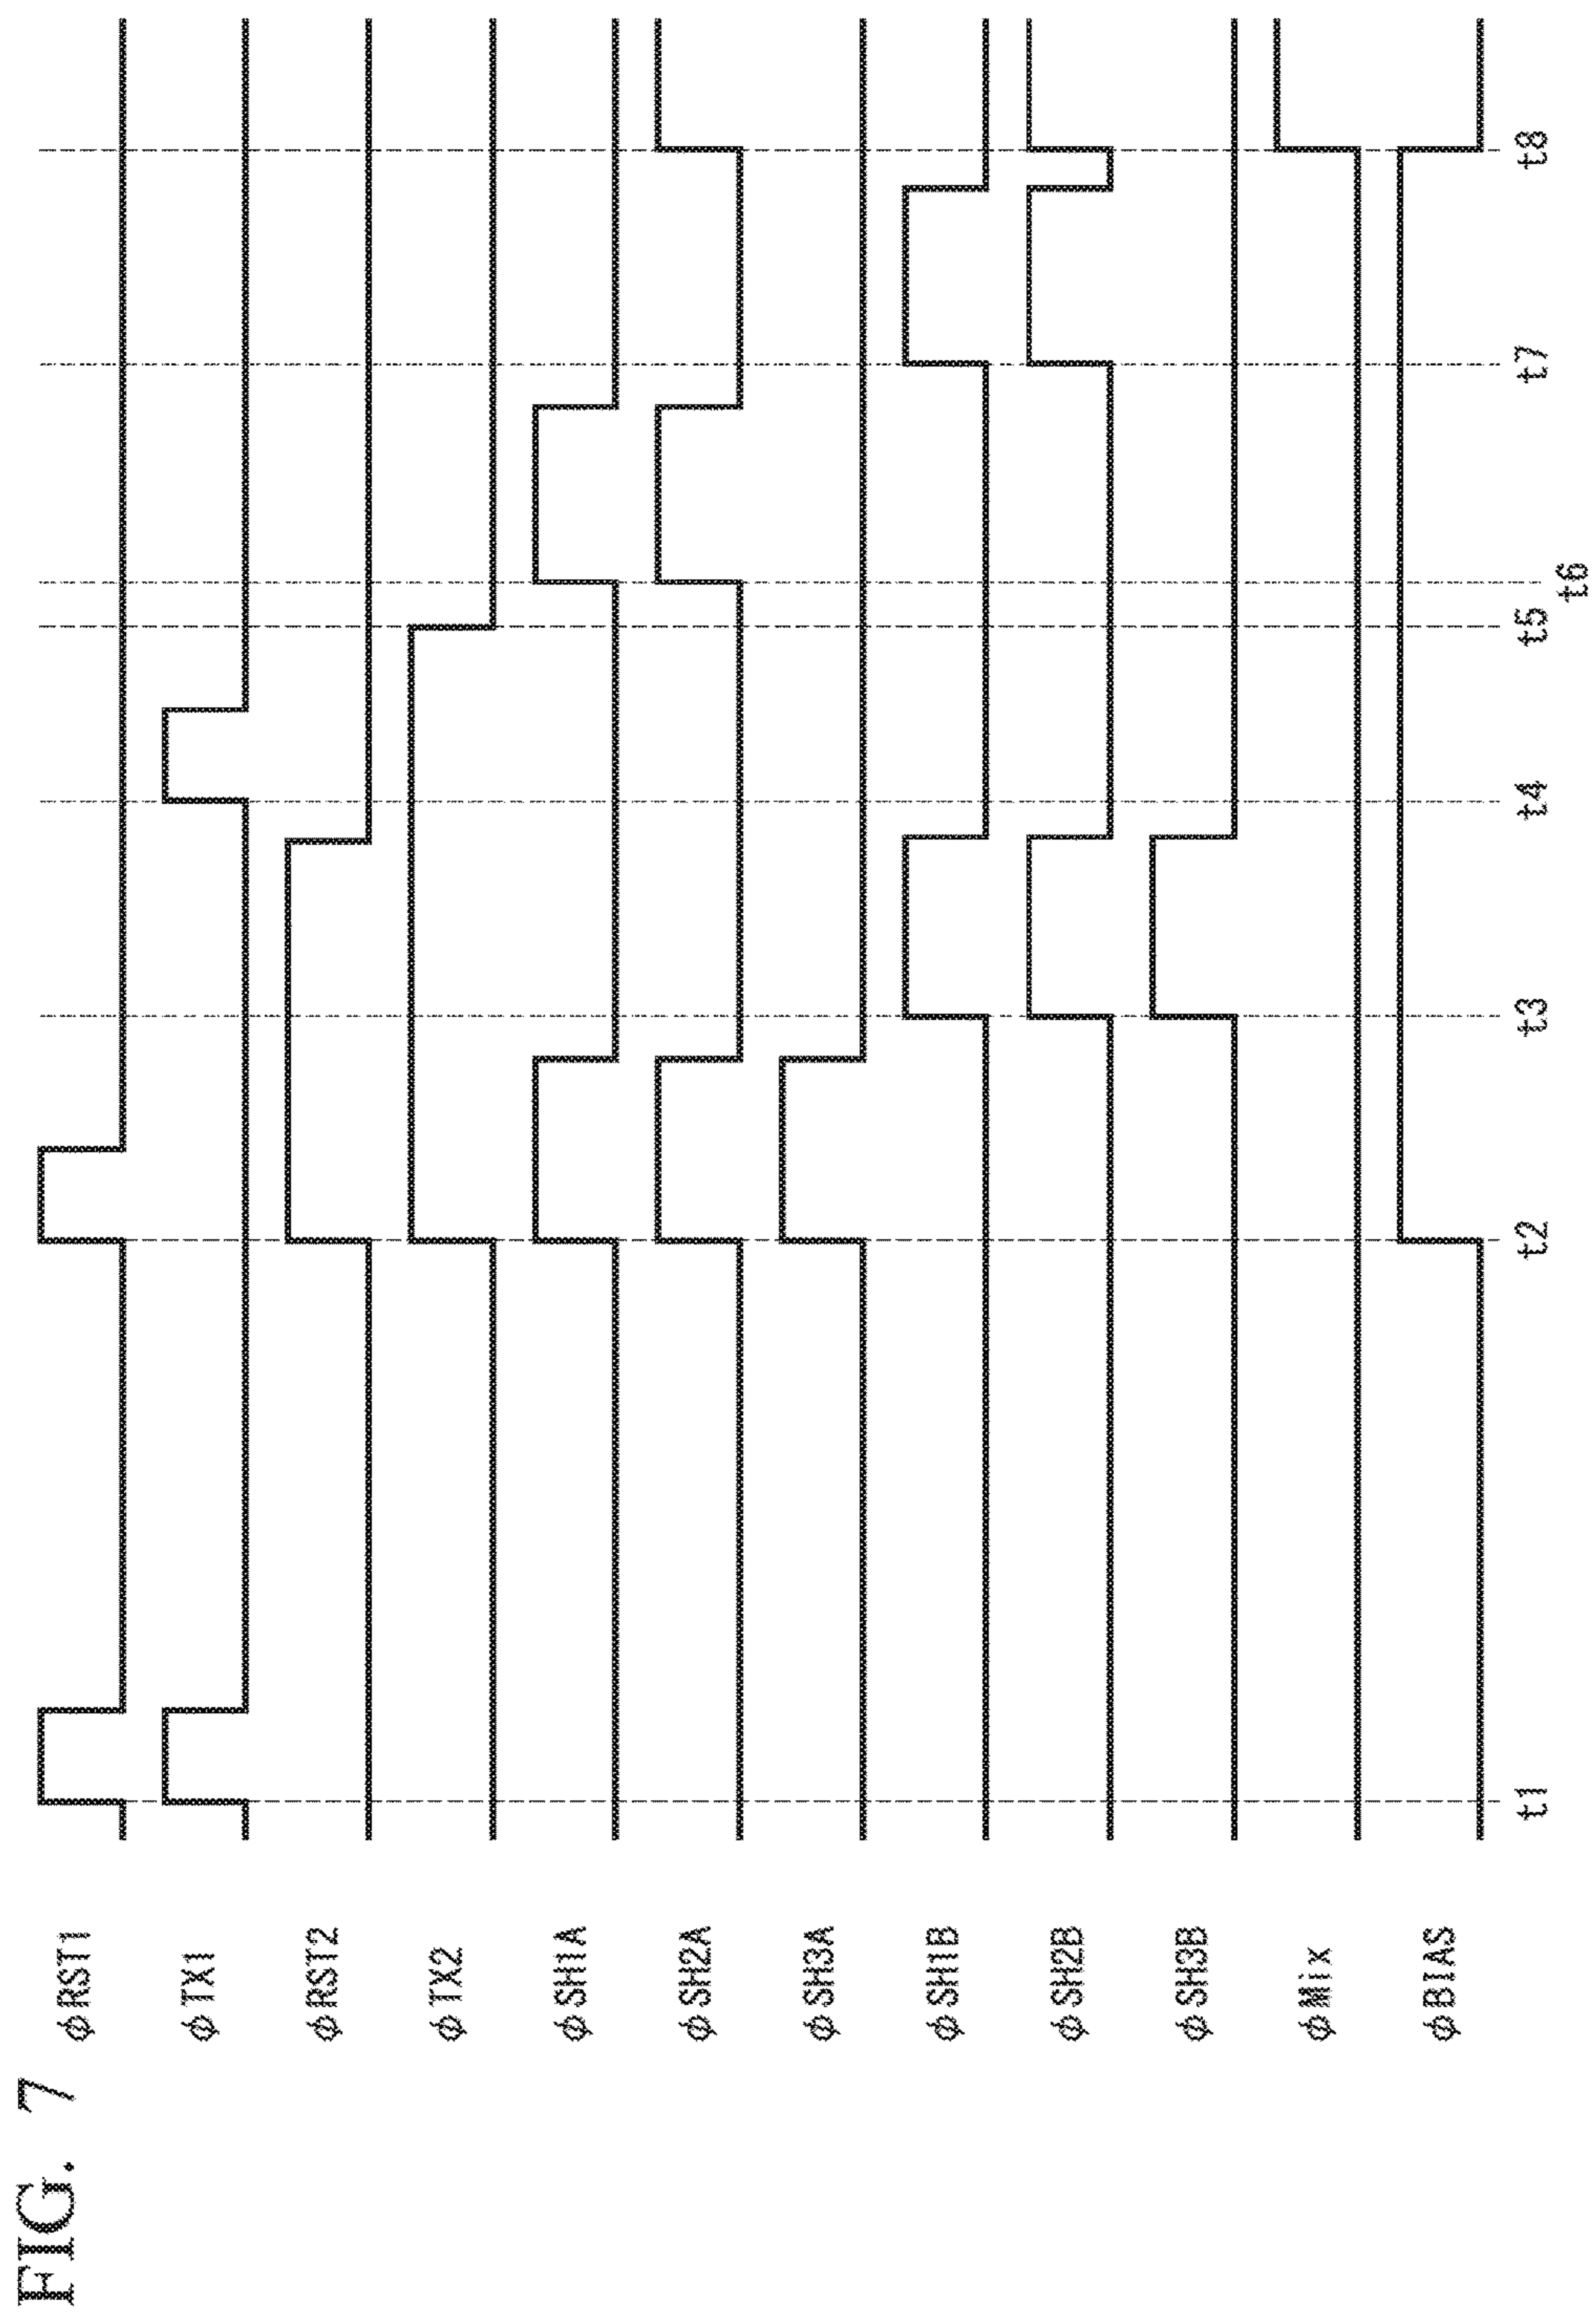 FIG. 7
φRST1
φTX1
φRST2
φTX2
φSH1A
φSH2A
φSH3A
φSH1B
φSH2B
φSH3B
φMix
φBIAS
t1
t2
t3
t4
t5
t6
t7
t8